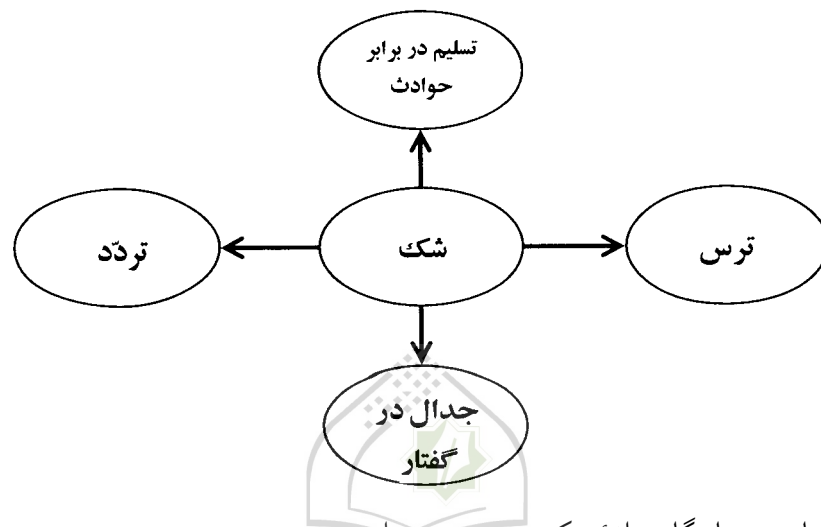 تسلیم در برابر
حوادث
تردّد
شک
ترس
جدال در
گفتار